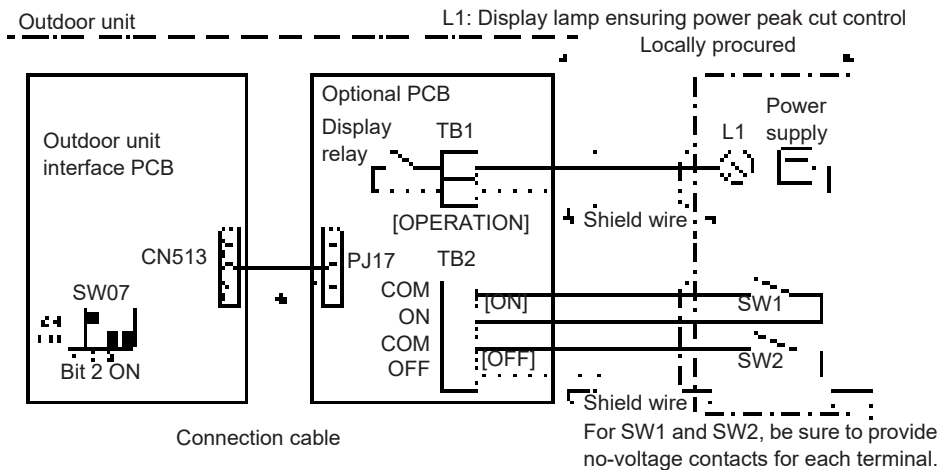 Outdoor unit
L1: Display lamp ensuring power peak cut control
Locally procured
Optional PCB
Display
relay
TB1
L1
Power
supply
Outdoor unit
interface PCB
[OPERATION]
Shield wire
CN513
PJ17
TB2
SW07
COM
[ON]
SW1
ON
COM
[OFF]
SW2
OFF
Bit 2 ON
Shield wire
Connection cable
For SW1 and SW2, be sure to provide
no-voltage contacts for each terminal.